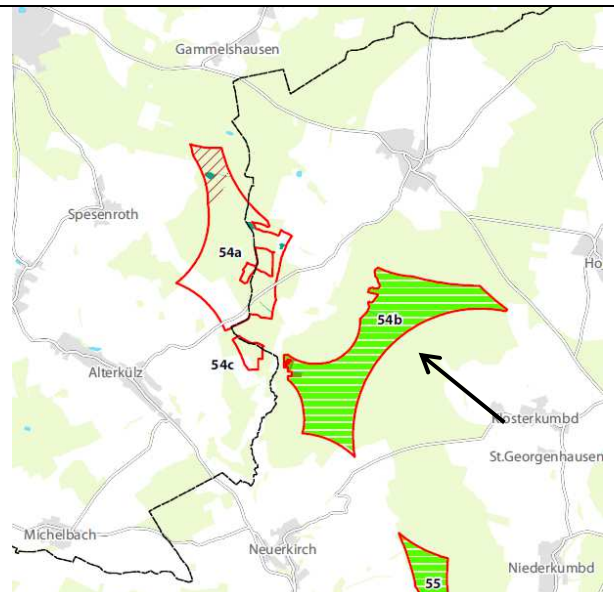 Gammelshausen
Spesenroth
54a
Ho
54b
54c
Alterkülz
Klosterkumbd
St.Georgenhausen
Michelbach
Neuerkirch
55
Niederkumbd